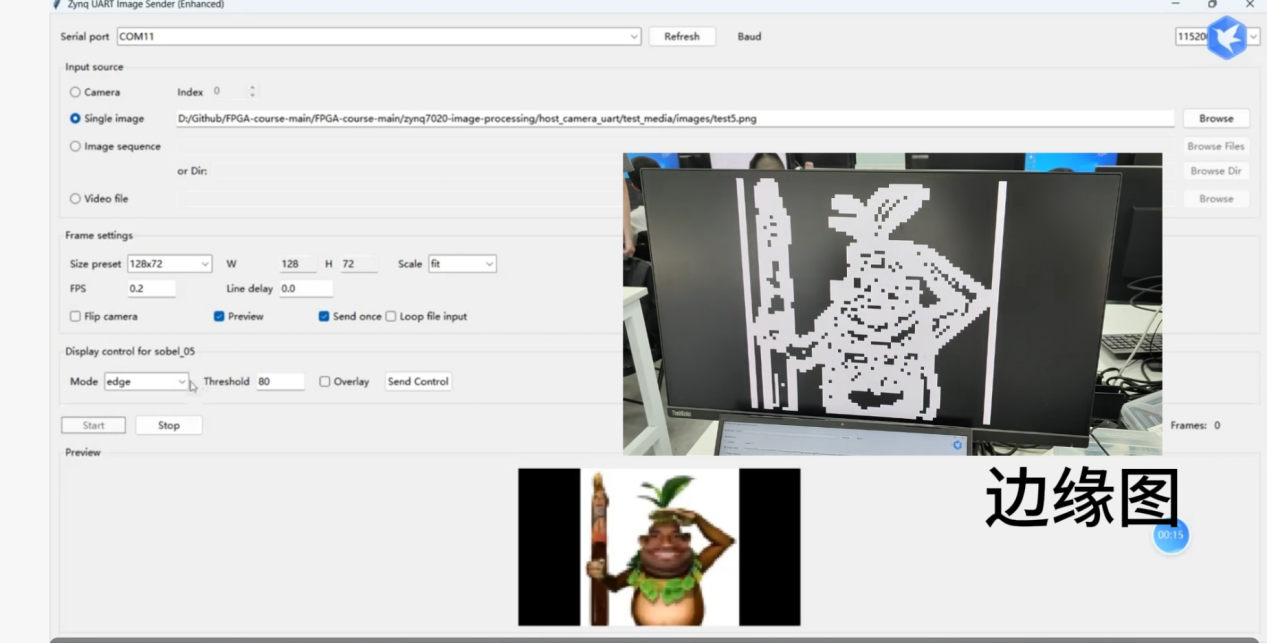 Zynq UART Image Sender (Enhanced)
Serial port COM11 Refresh Baud 11520
Input source
Camera Index 0
Single image D:/Github/FPGA-course-main/FPGA-course-main/zynq7020-image-processing/host_camera_uart/test_media/images/test5.png Browse
Image sequence Browse Files
or Dir: Browse Dir
Video file Browse
Frame settings
Size preset 128x72 W 128 H 72 Scale fit
FPS 0.2 Line delay 0.0
Flip camera Preview Send once Loop file input
Display control for sobel_05
Mode edge Threshold 80 Overlay Send Control
Start Stop Frames: 0
Preview
边缘图
00:15